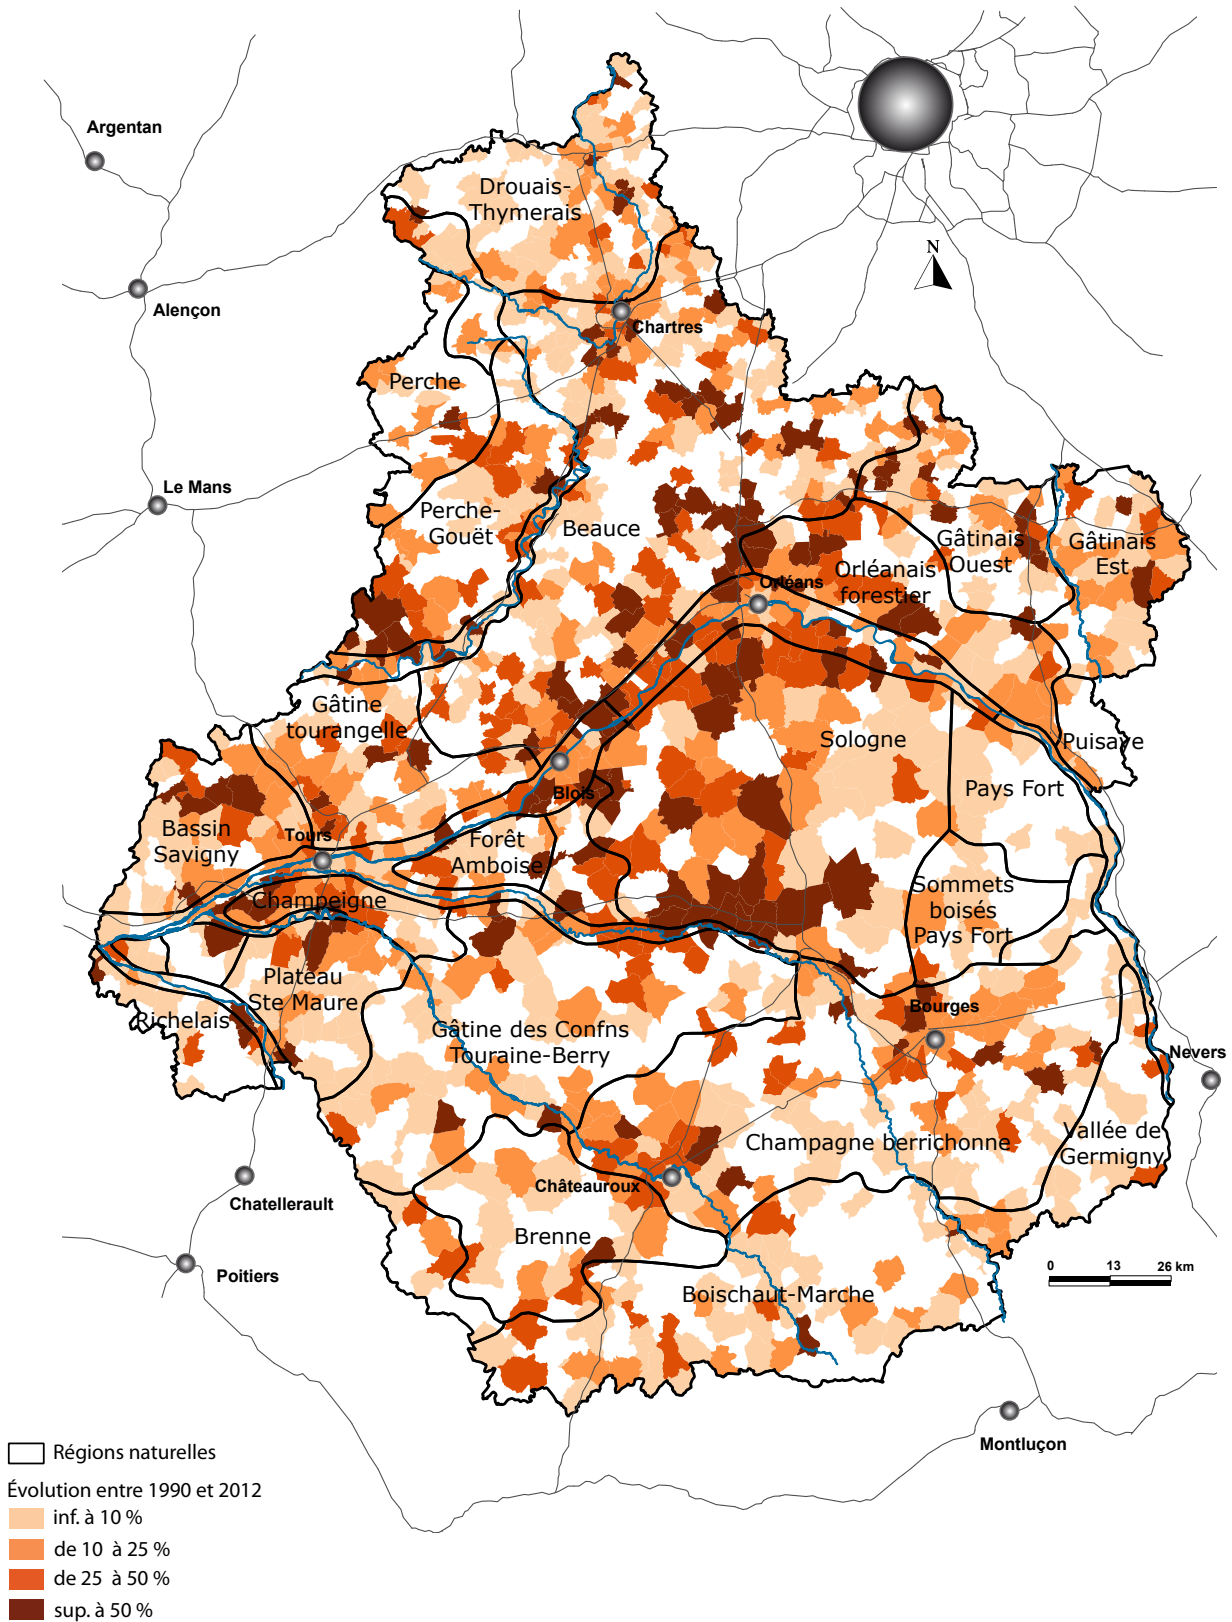 Argentan
N
Drouais-
Thymerais
Alençon
Chartres
Perche
Le Mans
Perche-
Gouët
Beauce
Gâtinais
Ouest
Gâtinais
Est
Orléans
Orléanais
forestier
Gâtine
tourangelle
Sologne
Puisaye
Pays Fort
Blois
Bassin
Savigny
Tours
Forêt
Amboise
Champeigne
Sommets
boisés
Pays Fort
Plateau
Ste Maure
Richelais
Bourges
Gâtine des Confns
Touraine-Berry
Nevers
Champagne berrichonne
Vallée de
Germigny
Châteauroux
Chatellerault
Brenne
Poitiers
0 13 26 km
Boischaut-Marche
Montluçon
Régions naturelles
Évolution entre 1990 et 2012
inf. à 10 %
de 10 à 25 %
de 25 à 50 %
sup. à 50 %